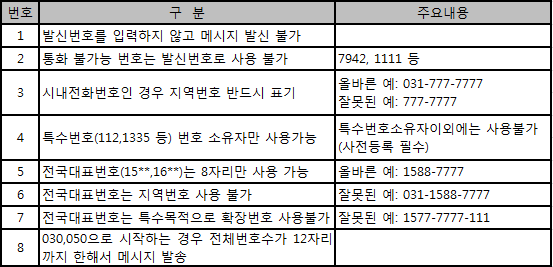 번호 구 분 주요내용
1 발신번호를 입력하지 않고 메시지 발신 불가
2 통화 불가능 번호는 발신번호로 사용 불가 7942, 1111 등
3 시내전화번호인 경우 지역번호 반드시 표기 올바른 예: 031-777-7777
잘못된 예: 777-7777
4 특수번호(112,1335 등) 번호 소유자만 사용가능 특수번호소유자이외에는 사용불가
(사전등록 필수)
5 전국대표번호(15**,16**)는 8자리만 사용 가능 올바른 예: 1588-7777
6 전국대표번호는 지역번호 사용 불가 잘못된 예: 031-1588-7777
7 전국대표번호는 특수목적으로 확장번호 사용불가 잘못된 예: 1577-7777-111
8 030,050으로 시작하는 경우 전체번호수가 12자리
까지 한해서 메시지 발송